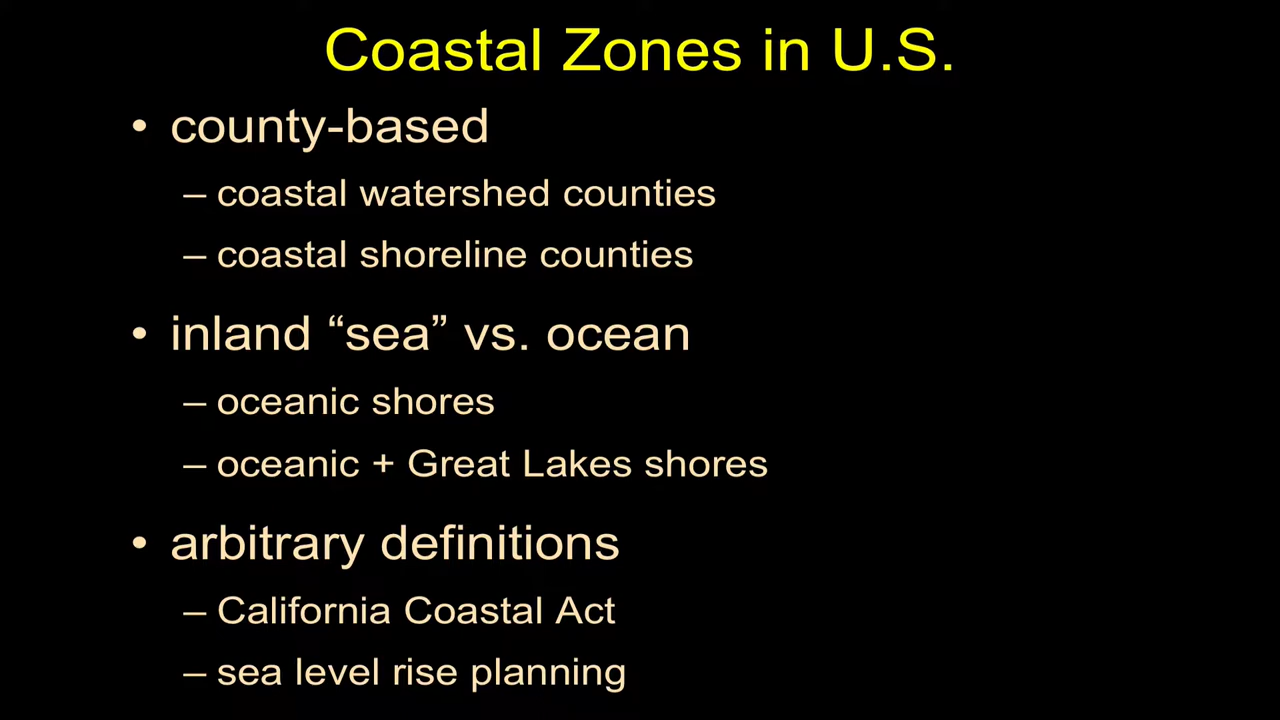 Coastal Zones in U.S.
• county-based
– coastal watershed counties
– coastal shoreline counties
• inland “sea” vs. ocean
– oceanic shores
– oceanic + Great Lakes shores
• arbitrary definitions
– California Coastal Act
– sea level rise planning